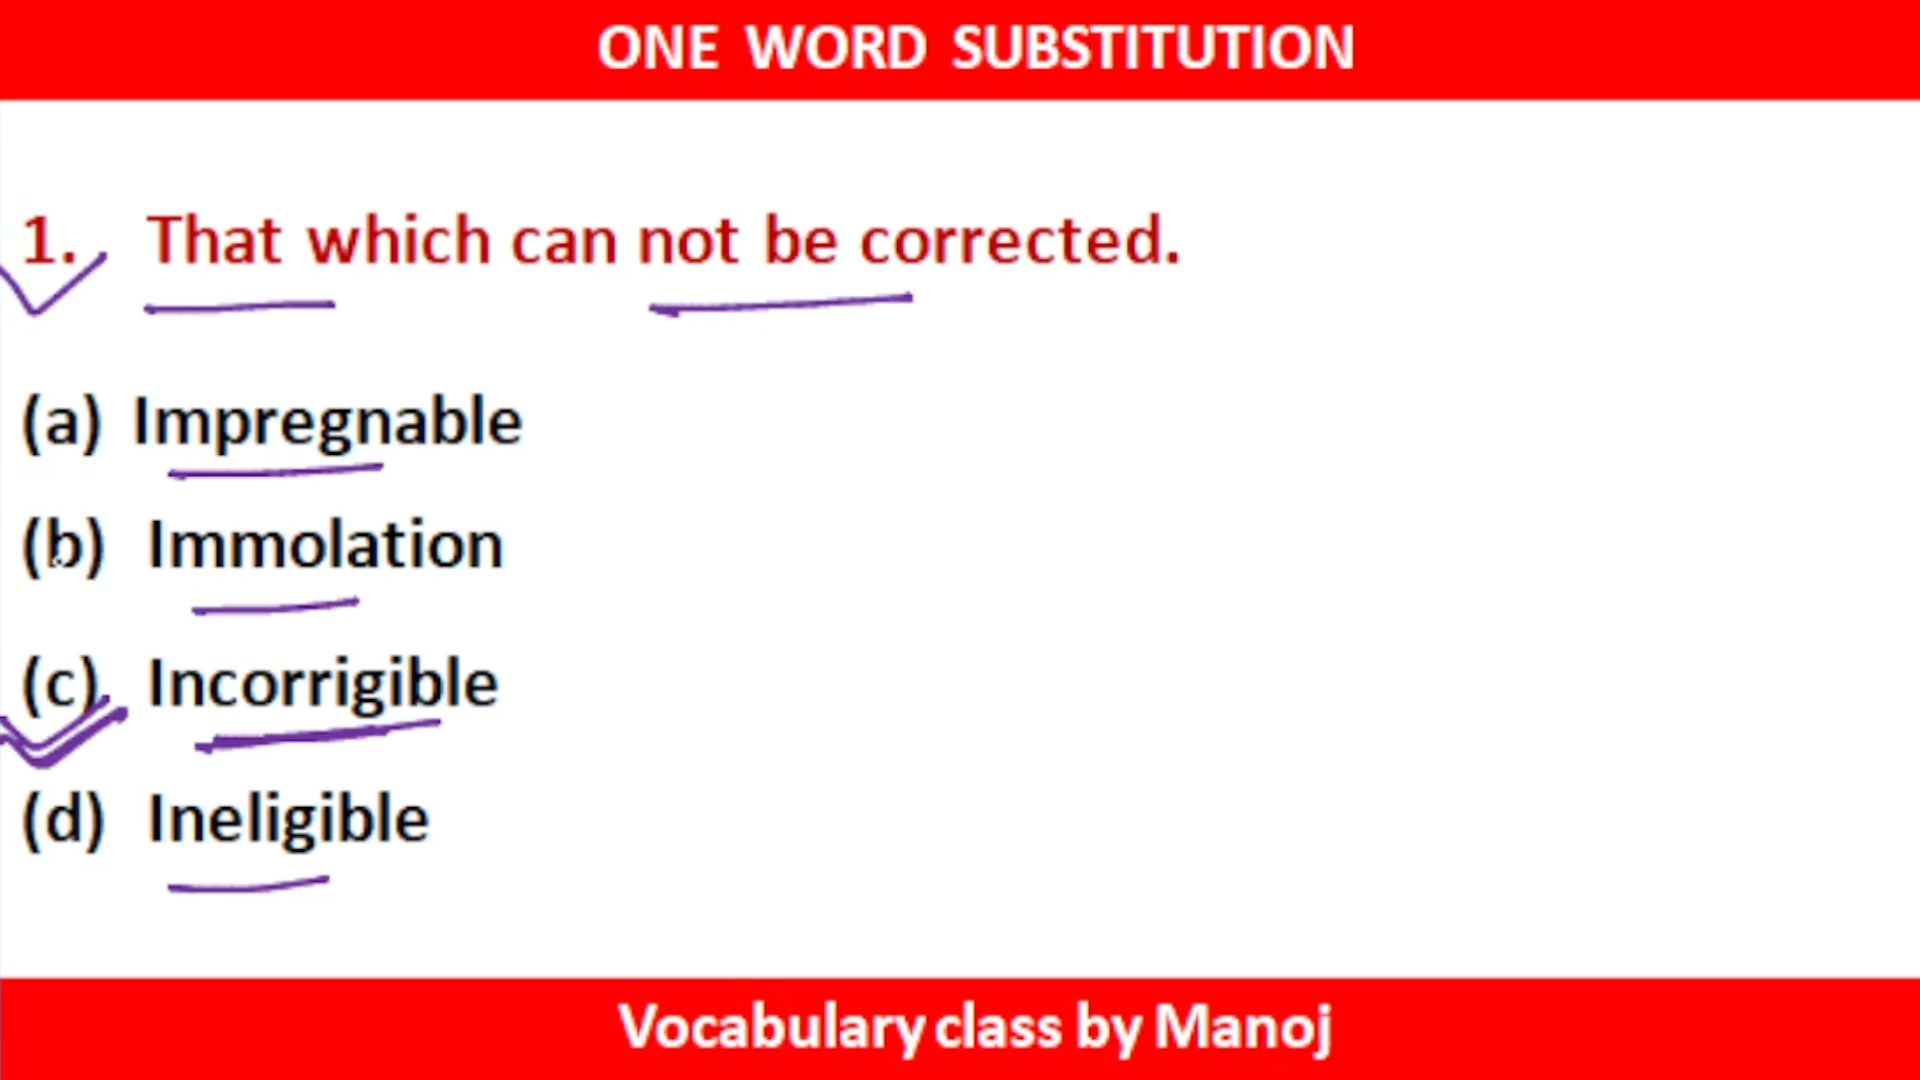 ONE WORD SUBSTITUTION
1. That which can not be corrected.
(a) Impregnable
(b) Immolation
(c) Incorrigible
(d) Ineligible
Vocabulary class by Manoj